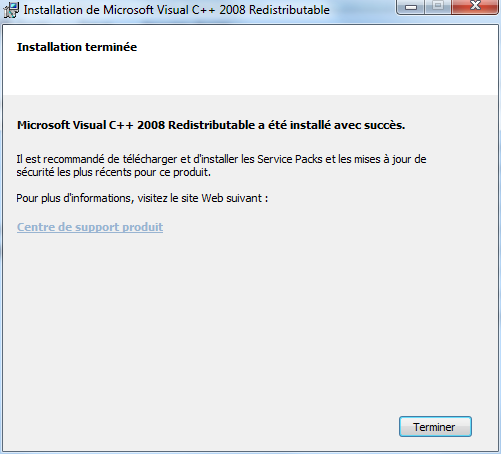 Installation de Microsoft Visual C++ 2008 Redistributable
Installation terminée
Microsoft Visual C++ 2008 Redistributable a été installé avec succès.
Il est recommandé de télécharger et d'installer les Service Packs et les mises à jour de
sécurité les plus récents pour ce produit.
Pour plus d'informations, visitez le site Web suivant :
Centre de support produit
Terminer